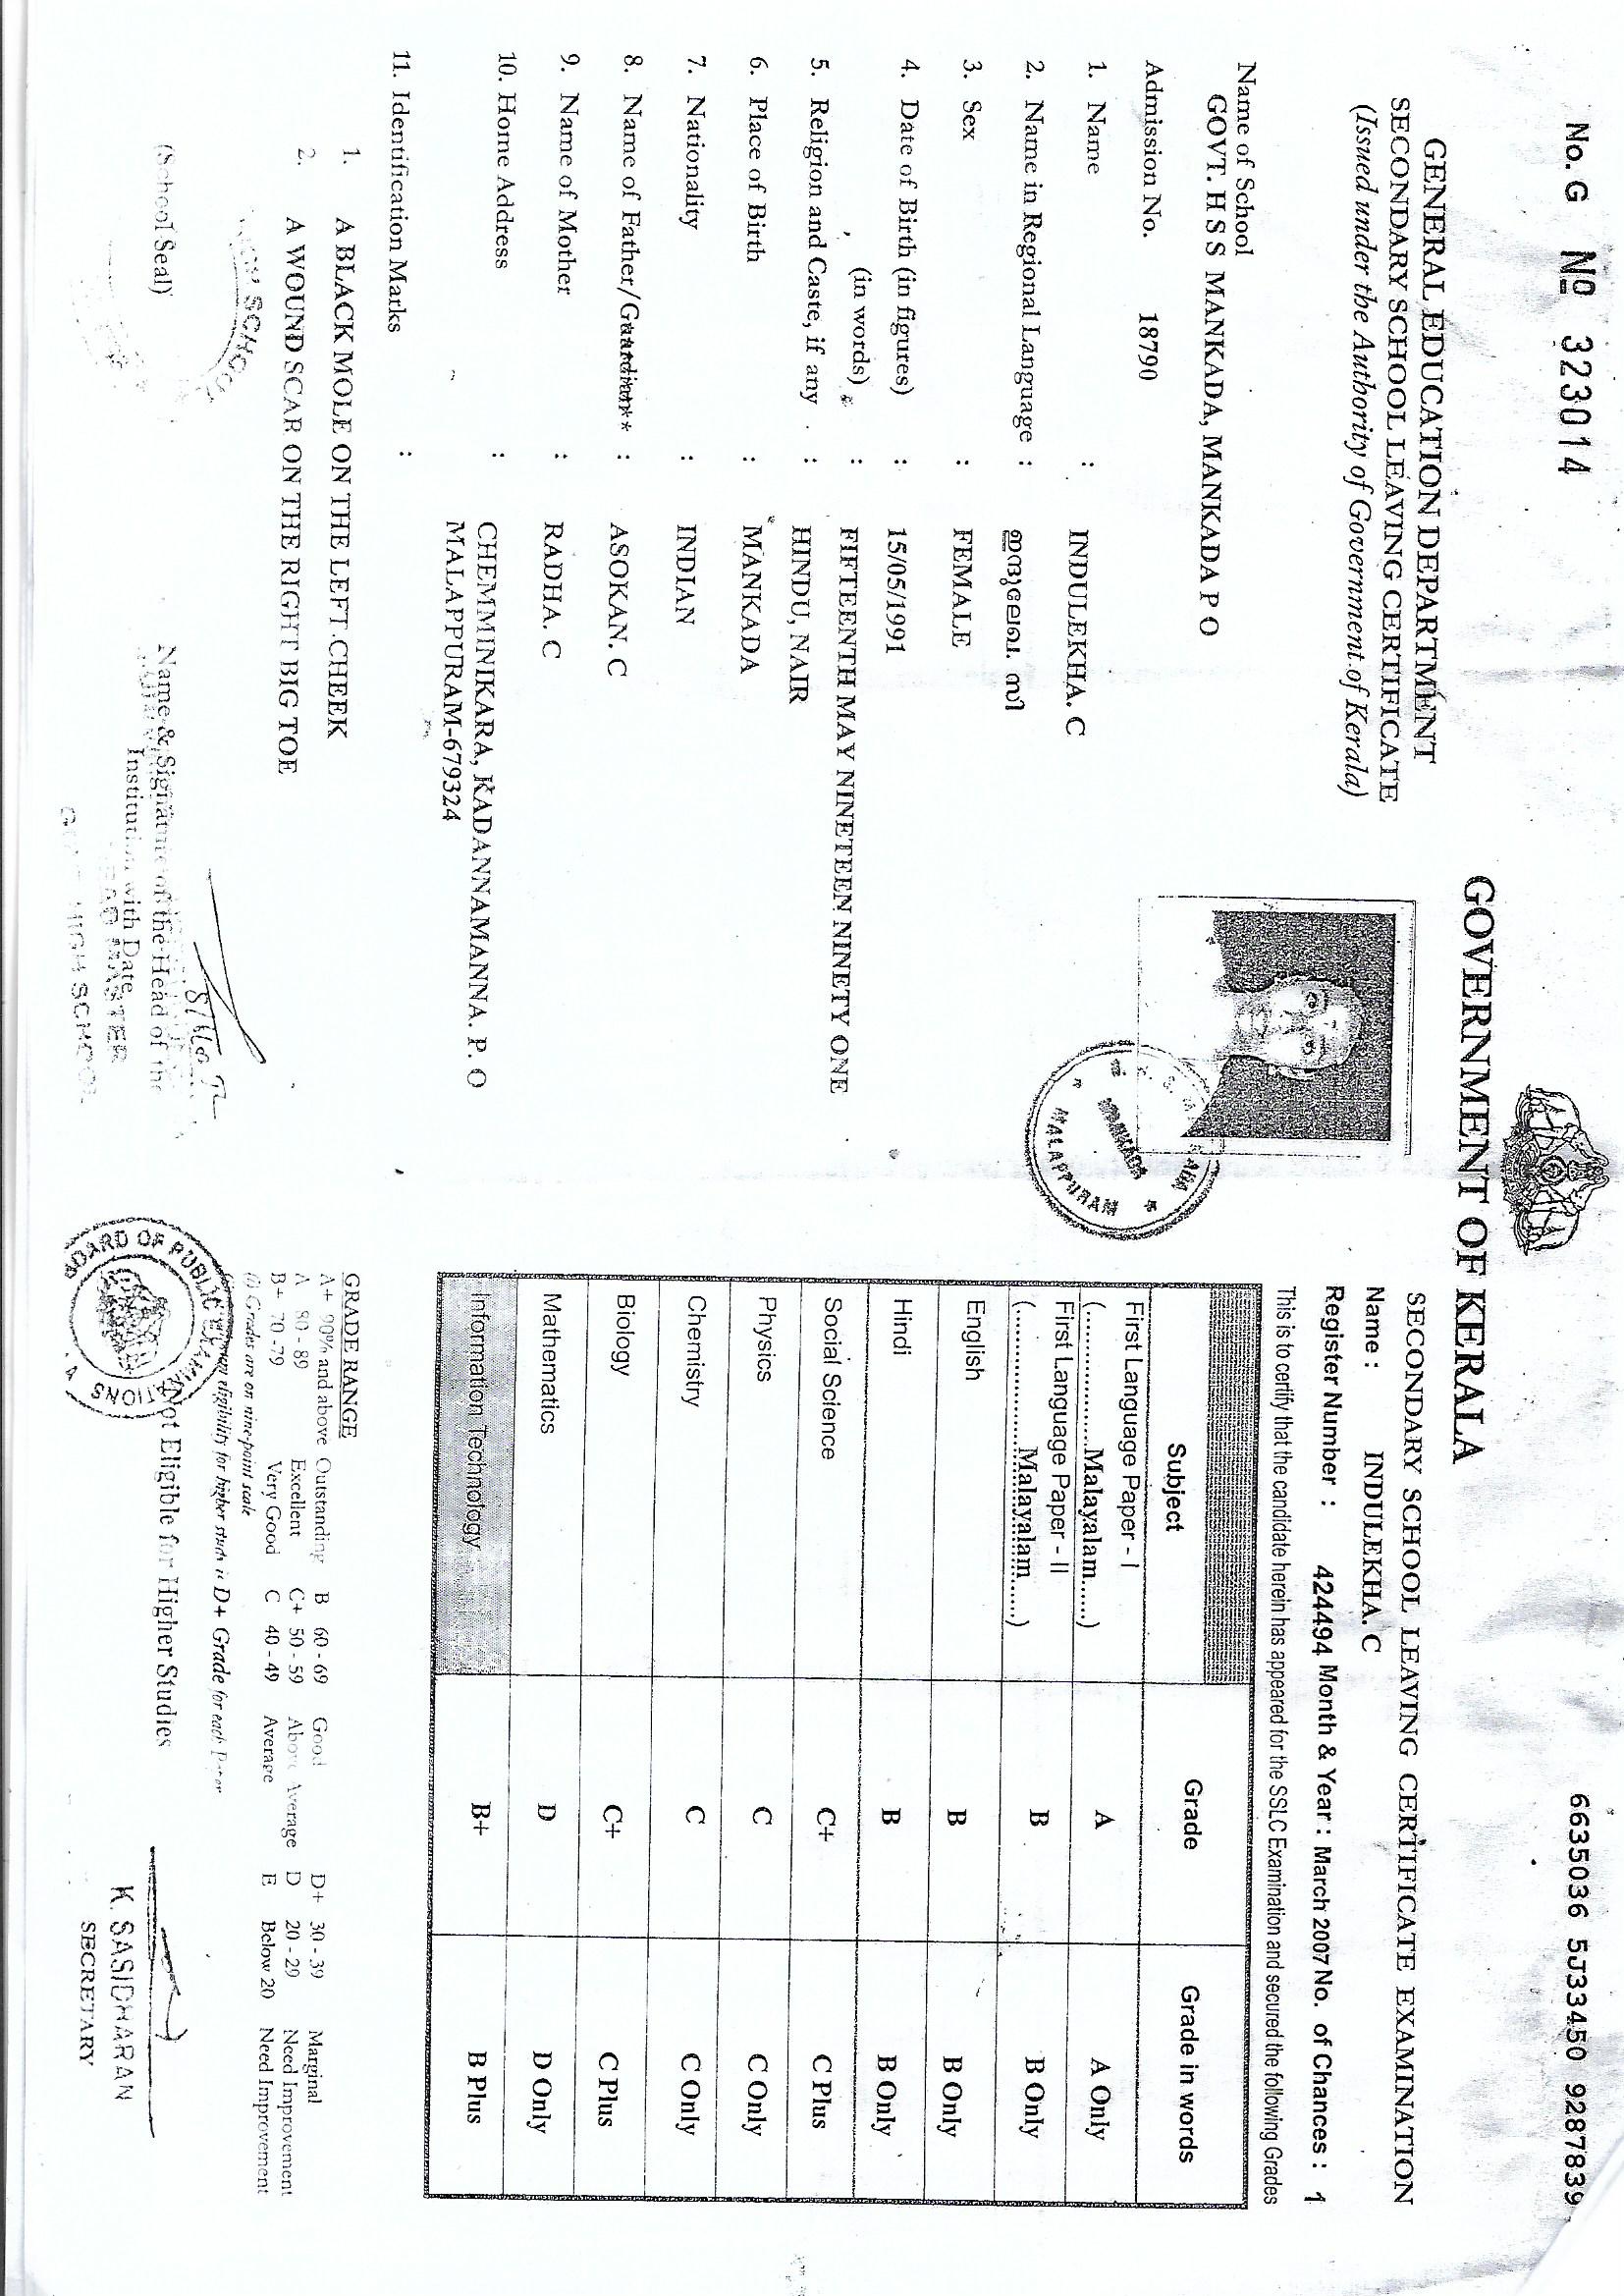 No. G № 323014
6635036 5J33450 9287839
GOVERNMENT OF KERALA
GENERAL EDUCATION DEPARTMENT
SECONDARY SCHOOL LEAVING CERTIFICATE
(Issued under the Authority of Government of Kerala)
Name of School
GOVT. H S S MANKADA, MANKADA P O
Admission No. 18790
1. Name : INDULEKHA. C
2. Name in Regional Language : ഇന്ദുലേഖ. സി
3. Sex : FEMALE
4. Date of Birth (in figures) : 15/05/1991
(in words) : FIFTEENTH MAY NINETEEN NINETY ONE
5. Religion and Caste, if any : HINDU, NAIR
6. Place of Birth : MANKADA
7. Nationality : INDIAN
8. Name of Father/Guardian** : ASOKAN. C
9. Name of Mother : RADHA. C
10. Home Address : CHEMMINIKARA, KADANNAMANNA. P. O
MALAPPURAM-679324
11. Identification Marks :
1. A BLACK MOLE ON THE LEFT CHEEK
2. A WOUND SCAR ON THE RIGHT BIG TOE
(School Seal)
Name & Signature of the Head of the
Institution with Date
HIGH SCHOOL
MANKADA
MALAPPURAM
SECONDARY SCHOOL LEAVING CERTIFICATE EXAMINATION
Name : INDULEKHA. C
Register Number : 424494 Month & Year : March 2007 No. of Chances : 1
This is to certify that the candidate herein has appeared for the SSLC Examination and secured the following Grades
Subject Grade Grade in words
First Language Paper - I
(..............Malayalam......) A A Only
First Language Paper - II
(..................Malayalam......) B B Only
English B B Only
Hindi B B Only
Social Science C+ C Plus
Physics C C Only
Chemistry C C Only
Biology C+ C Plus
Mathematics D D Only
Information Technology B+ B Plus
GRADE RANGE
A+ 90% and above Outstanding B 60 - 69 Good D+ 30 - 39 Marginal
A 80 - 89 Excellent C+ 50 - 59 Above Average D 20 - 29 Need Improvement
B+ 70 -79 Very Good C 40 - 49 Average E Below 20 Need Improvement
(i) Grades are on nine-point scale
eligibility for higher study is D+ Grade for each Paper
Not Eligible for Higher Studies
BOARD OF PUBLIC EXAMINATIONS
K. SASIDHARAN
SECRETARY